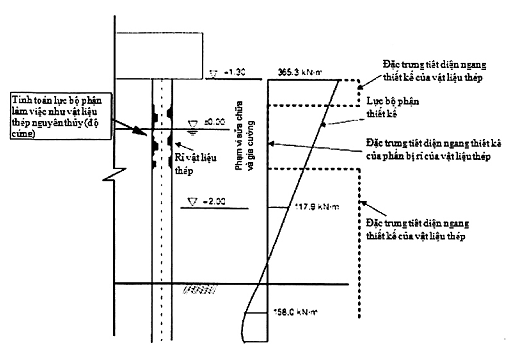 +1.30
365.3 kN·m
Đặc trưng tiết diện ngang
thiết kế của vật liệu thép
Lực bộ phận
thiết kế
Tính toán lực bộ phận
làm việc như vật liệu
thép nguyên thủy (độ
cứng)
±0.00
Rỉ vật liệu
thép
Phạm vi sửa chữa
và gia cường
Đặc trưng tiết diện ngang thiết kế
của phần bị rỉ của vật liệu thép
-2.00
117.9 kN·m
Đặc trưng tiết diện ngang
thiết kế của vật liệu thép
158.0 kN·m